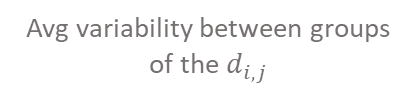 Avg variability between groups
of the d_{i,j}